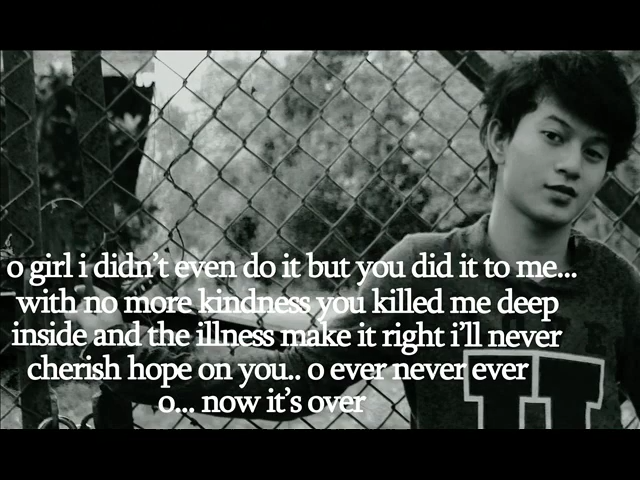 o girl i didn't even do it but you did it to me...
with no more kindness you killed me deep
inside and the illness make it right i'll never
cherish hope on you.. o ever never ever
o... now it's over